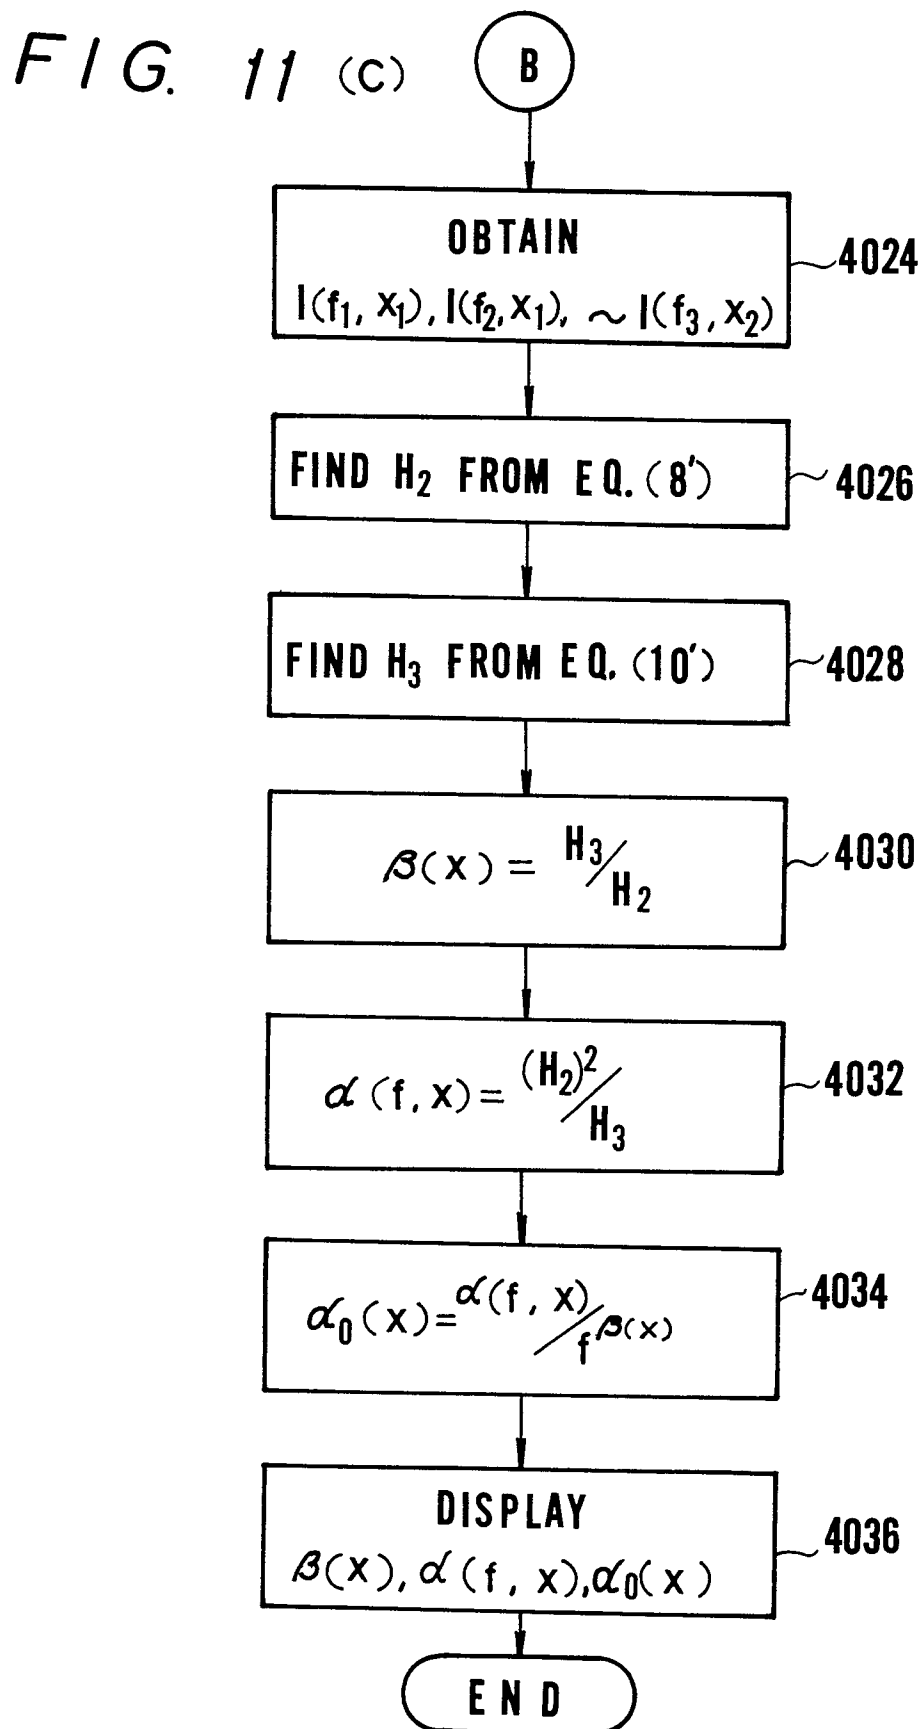 FIG. 11 (C)
B
OBTAIN
I(f₁, X₁), I(f₂, X₁), ~ I(f₃, X₂)
4024
FIND H₂ FROM EQ. (8′)
4026
FIND H₃ FROM EQ. (10′)
4028
β(X) = H₃/H₂
4030
α(f, X) = (H₂)²/H₃
4032
α₀(X) = α(f, X)/f^β(X)
4034
DISPLAY
β(X), α(f, X), α₀(X)
4036
END